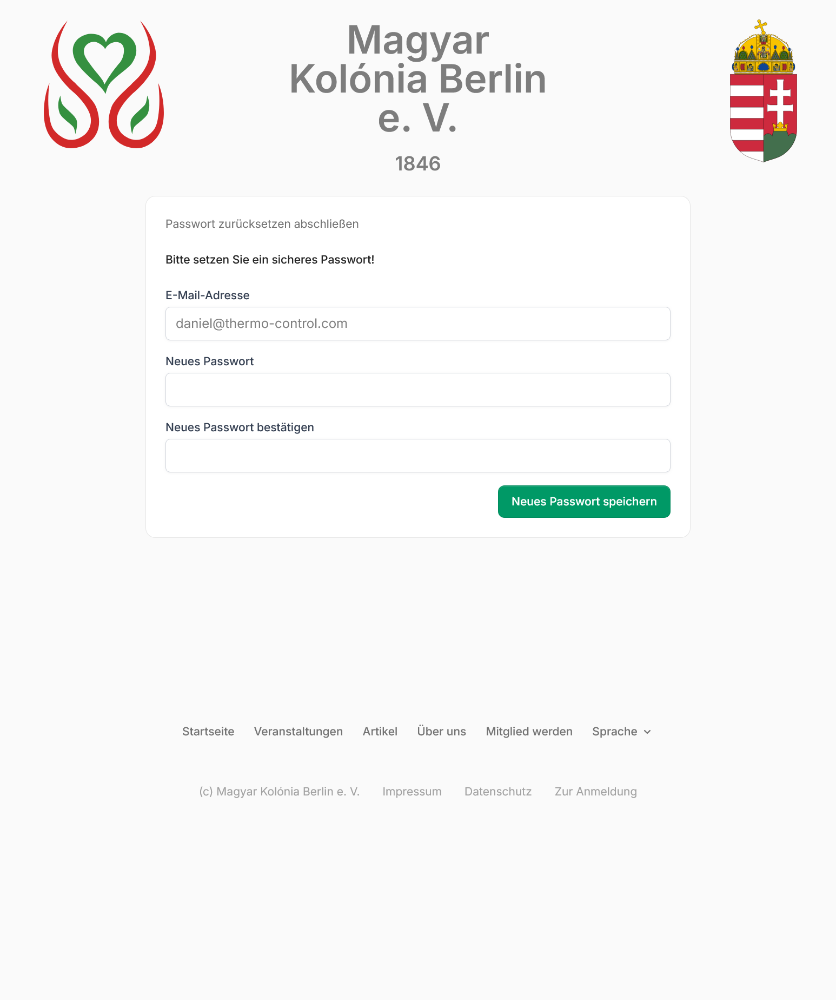 Magyar
Kolónia Berlin
e. V.
1846
Passwort zurücksetzen abschließen
Bitte setzen Sie ein sicheres Passwort!
E-Mail-Adresse
daniel@thermo-control.com
Neues Passwort
Neues Passwort bestätigen
Neues Passwort speichern
Startseite Veranstaltungen Artikel Über uns Mitglied werden Sprache
(c) Magyar Kolónia Berlin e. V. Impressum Datenschutz Zur Anmeldung